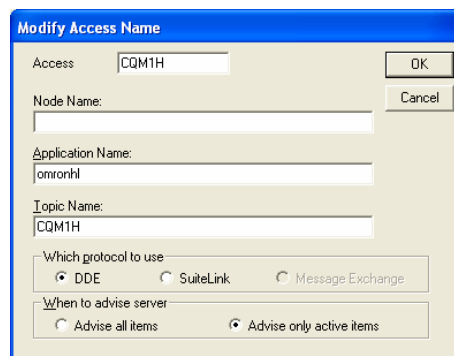 Modify Access Name
Access CQM1H OK
Node Name: Cancel
Application Name:
omronhl
Topic Name:
CQM1H
Which protocol to use
DDE SuiteLink Message Exchange
When to advise server
Advise all items Advise only active items